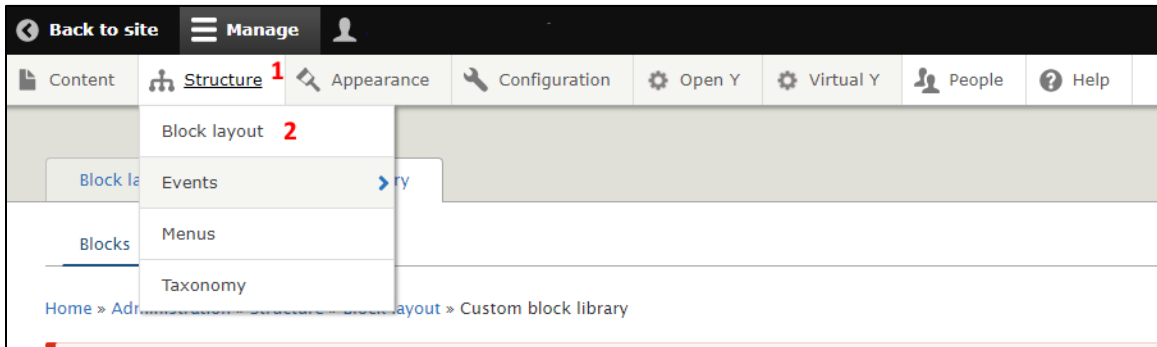 Back to site Manage
Content Structure 1 Appearance Configuration Open Y Virtual Y People Help
Block layout 2
Block la Events ry
Blocks Menus
Taxonomy
Home » Administration » Structure » Block layout » Custom block library